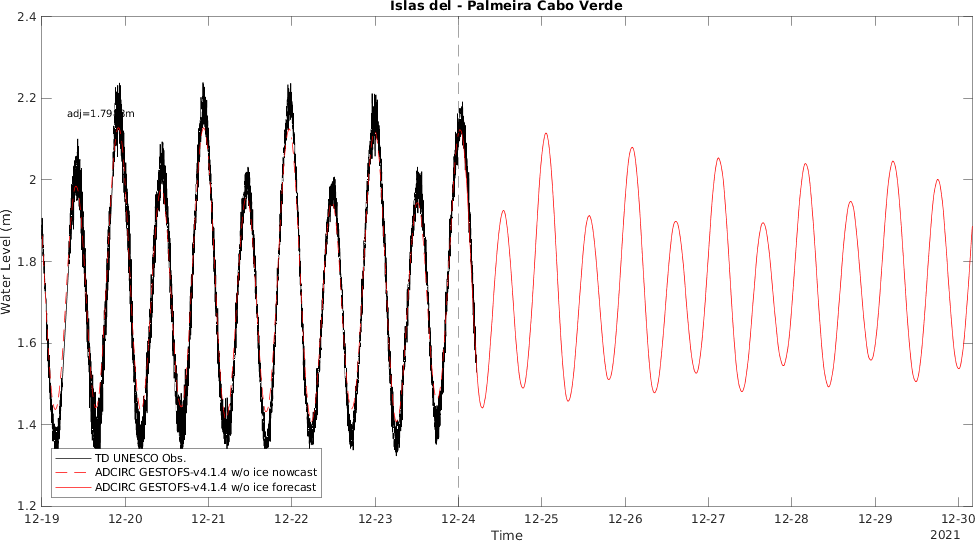 Islas del - Palmeira Cabo Verde
2.4
2.2
2
1.8
1.6
1.4
1.2
Water Level (m)
TD UNESCO Obs.
ADCIRC GESTOFS-v4.1.4 w/o ice nowcast
ADCIRC GESTOFS-v4.1.4 w/o ice forecast
12-19 12-20 12-21 12-22 12-23 12-24 12-25 12-26 12-27 12-28 12-29 12-30
Time
2021